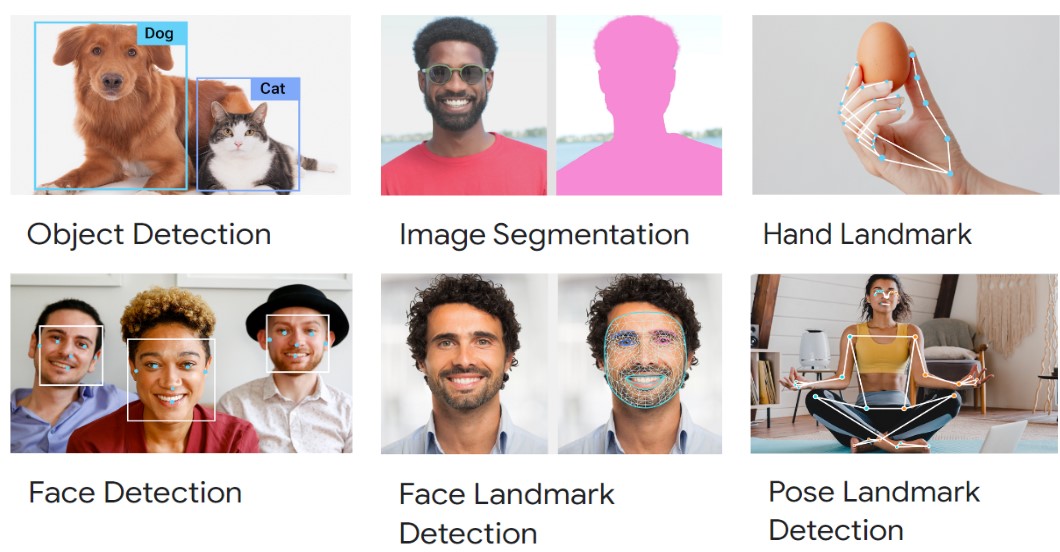 Dog
Cat
Object Detection
Image Segmentation
Hand Landmark
Face Detection
Face Landmark
Detection
Pose Landmark
Detection